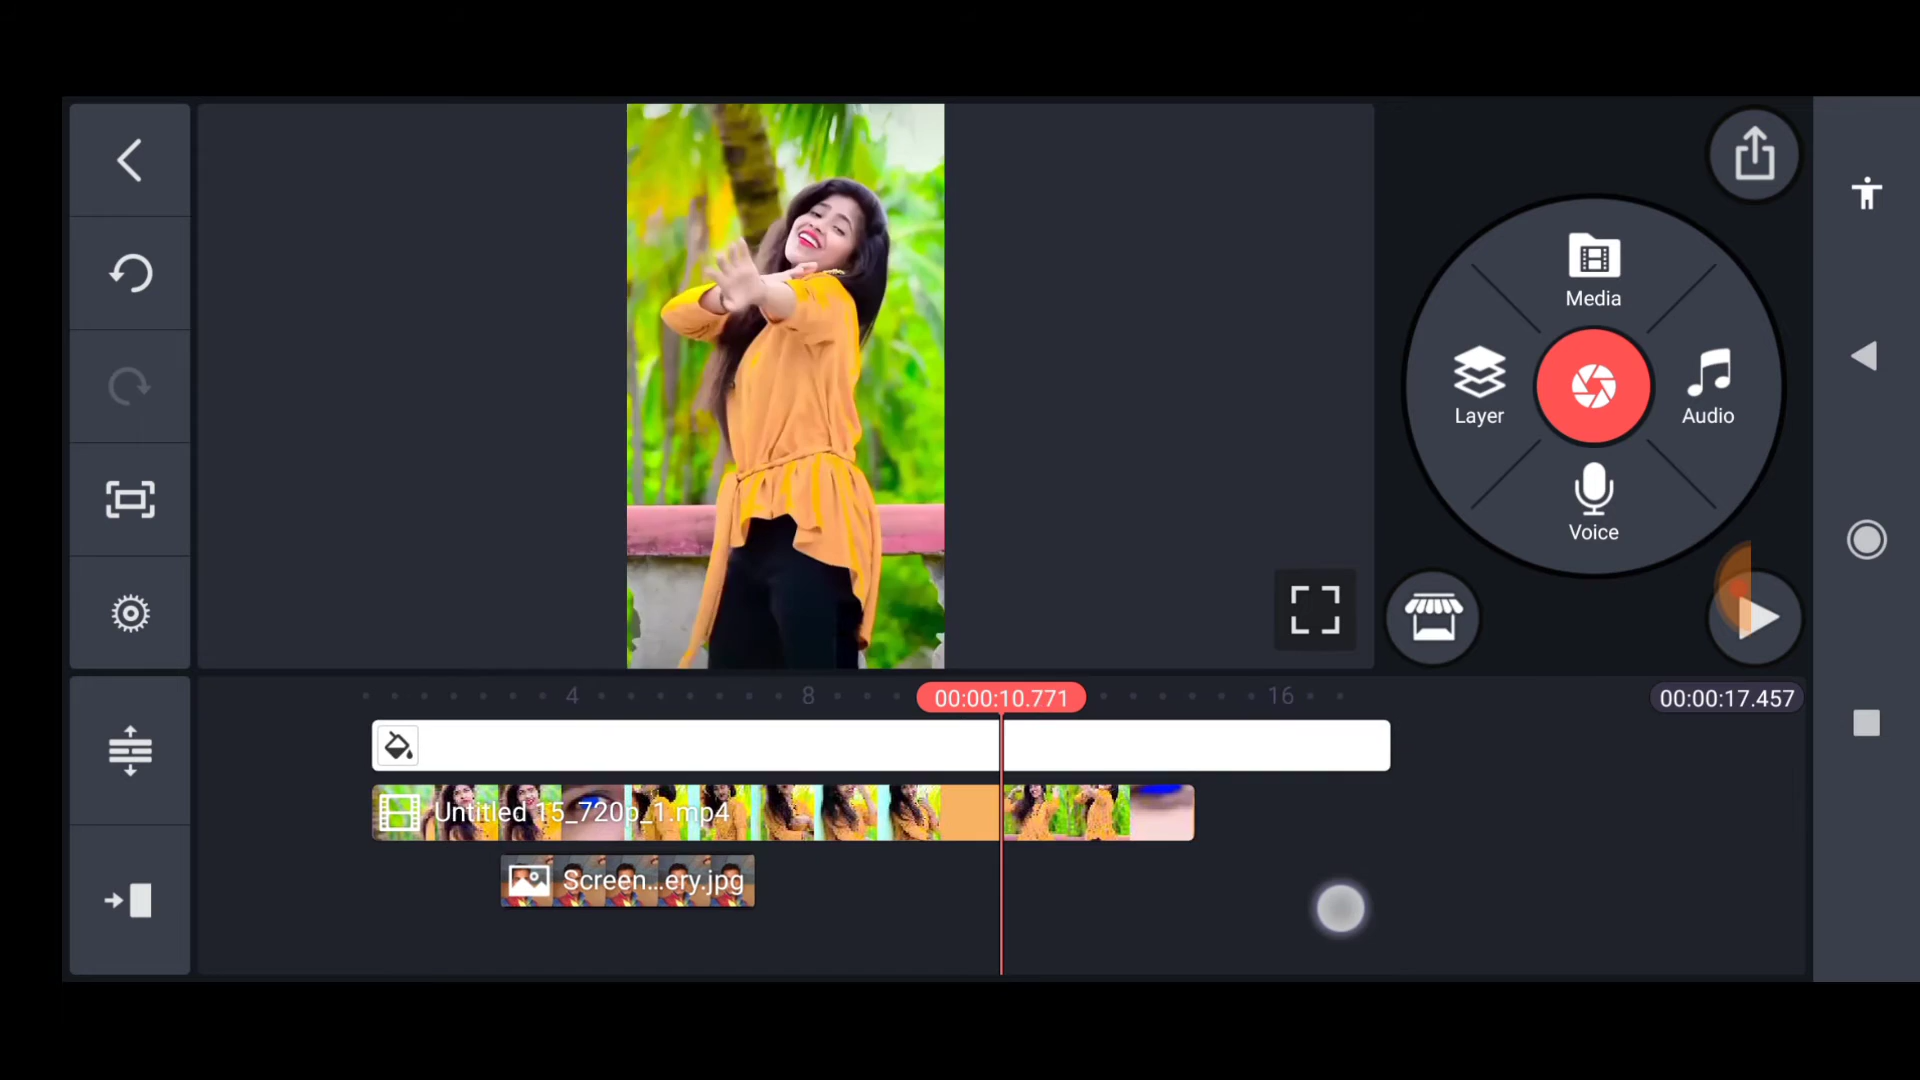 Media
Layer
Audio
Voice
4
8
00:00:10.771
16
00:00:17.457
Untitled 15_720p_1.mp4
Screen...ery.jpg